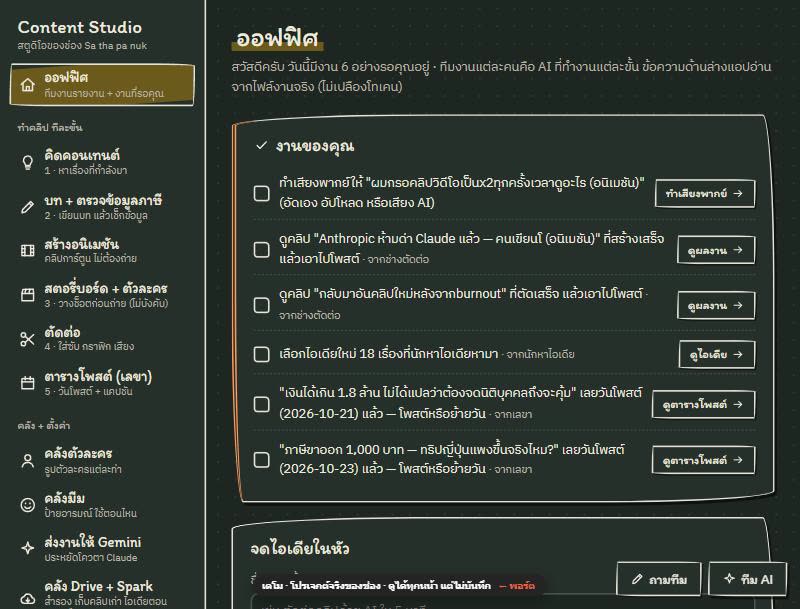 Content Studio
สตูดิโอของช่อง Sa tha pa nuk
ออฟฟิศ
ทีมงานรายงาน + งานที่รอคุณ
ทำคลิป ทีละขั้น
คิดคอนเทนต์
1 · หาเรื่องที่กำลังมา
บท + ตรวจข้อมูลภาษี
2 · เขียนบท แล้วเช็กข้อมูล
สร้างอนิเมชัน
คลิปการ์ตูน ไม่ต้องถ่าย
สตอรี่บอร์ด + ตัวละคร
3 · วางช็อตก่อนถ่าย (ไม่บังคับ)
ตัดต่อ
4 · ใส่ซับ กราฟิก เสียง
ตารางโพสต์ (เลขา)
5 · วันโพสต์ + แคปชัน
คลัง + ตั้งค่า
คลังตัวละคร
รูปตัวละครแต่ละท่า
คลังมีม
ป้ายอารมณ์ ใช้ตอนไหน
ส่งงานให้ Gemini
ประหยัดโควตา Claude
คลัง Drive + Spark
สำรอง เก็บคลิปเก่า ไอเดียตอน
ออฟฟิศ
สวัสดีครับ วันนี้มีงาน 6 อย่างรอคุณอยู่ · ทีมงานแต่ละคนคือ AI ที่ทำงานแต่ละขั้น ข้อความด้านล่างแอปอ่าน
จากไฟล์งานจริง (ไม่เปลืองโทเคน)
งานของคุณ
ทำเสียงพากย์ให้ "ผมกรอคลิปวิดีโอเป็นx2ทุกครั้งเวลาดูอะไร (อนิเมชัน)"
(อัดเอง อัปโหลด หรือเสียง AI)
ทำเสียงพากย์ →
ดูคลิป "Anthropic ห้ามด่า Claude แล้ว — คนเขียนโ (อนิเมชัน)" ที่สร้างเสร็จ
แล้วเอาไปโพสต์ · จากช่างตัดต่อ
ดูผลงาน →
ดูคลิป "กลับมาอันคลิปใหม่หลังจากburnout" ที่ตัดเสร็จ แล้วเอาไปโพสต์ ·
จากช่างตัดต่อ
ดูผลงาน →
เลือกไอเดียใหม่ 18 เรื่องที่นักหาไอเดียหามา · จากนักหาไอเดีย
ดูไอเดีย →
"เงินได้เกิน 1.8 ล้าน ไม่ได้แปลว่าต้องจดนิติบุคคลถึงจะคุ้ม" เลยวันโพสต์
(2026-10-21) แล้ว — โพสต์หรือย้ายวัน · จากเลขา
ดูตารางโพสต์ →
"ภาษีขาออก 1,000 บาท — ทริปญี่ปุ่นแพงขึ้นจริงไหม?" เลยวันโพสต์
(2026-10-23) แล้ว — โพสต์หรือย้ายวัน · จากเลขา
ดูตารางโพสต์ →
จดไอเดียในหัว
เดโม · โปรเจกต์จริงของช่อง · ดูได้ทุกหน้า แต่ไม่บันทึก ← พอร์ต
ถามทีม
ทีม AI